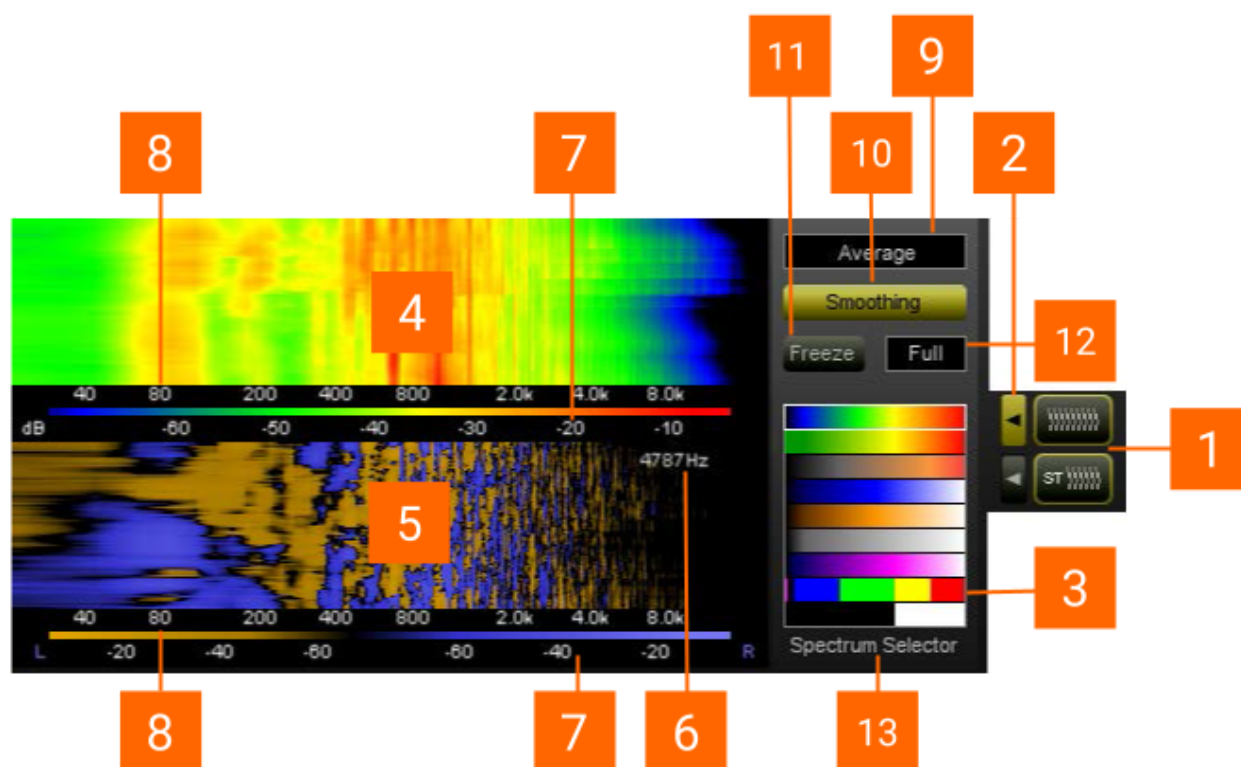 11 9
8 7 10 2
Average
Smoothing
4
Freeze Full 12
40 80 200 400 800 2.0k 4.0k 8.0k
dB -60 -50 -40 -30 -20 -10
4787Hz
1
ST
5
3
40 80 200 400 800 2.0k 4.0k 8.0k
L -20 -40 -60 -60 -40 -20 R
Spectrum Selector
8 7 6 13